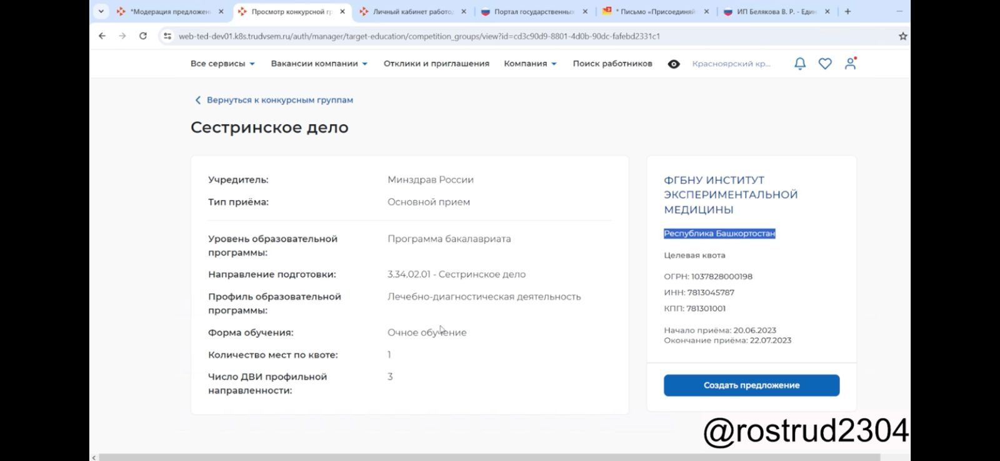 *Модерация предложен
Просмотр конкурсной гр
Личный кабинет работо
Портал государственных
* Письмо «Присоединяй
ИП Белякова В. Р. - Един
web-ted-dev01.k8s.trudvsem.ru/auth/manager/target-education/competition_groups/view?id=cd3c90d9-8801-4d0b-90dc-fafebd2331c1
Все сервисы
Вакансии компании
Отклики и приглашения
Компания
Поиск работников
Красноярский кр...
Вернуться к конкурсным группам
Сестринское дело
Учредитель: Минздрав России
Тип приёма: Основной прием
Уровень образовательной Программа бакалавриата
программы:
Направление подготовки: 3.34.02.01 - Сестринское дело
Профиль образовательной Лечебно-диагностическая деятельность
программы:
Форма обучения: Очное обучение
Количество мест по квоте: 1
Число ДВИ профильной 3
направленности:
ФГБНУ ИНСТИТУТ
ЭКСПЕРИМЕНТАЛЬНОЙ
МЕДИЦИНЫ
Республика Башкортостан
Целевая квота
ОГРН: 1037828000198
ИНН: 7813045787
КПП: 781301001
Начало приёма: 20.06.2023
Окончание приёма: 22.07.2023
Создать предложение
@rostrud2304